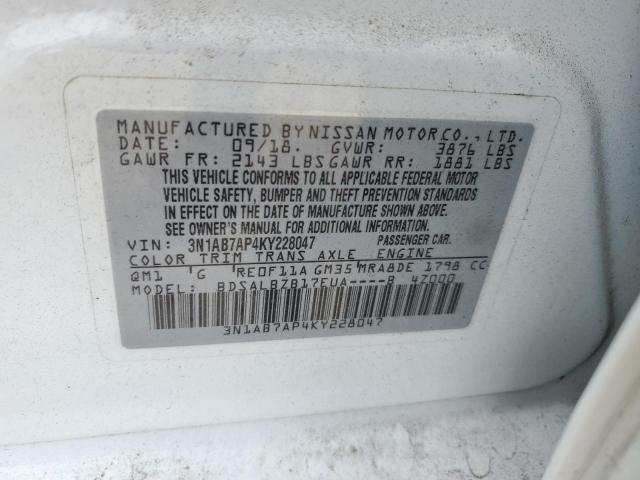 MANUFACTURED BY NISSAN MOTOR CO., LTD.
DATE: 09/18. GVWR: 3876 LBS
GAWR FR: 2143 LBS GAWR RR: 1881 LBS
THIS VEHICLE CONFORMS TO ALL APPLICABLE FEDERAL MOTOR
VEHICLE SAFETY, BUMPER AND THEFT PREVENTION STANDARDS
IN EFFECT ON THE DATE OF MANUFACTURE SHOWN ABOVE.
SEE OWNER'S MANUAL FOR ADDITIONAL INFORMATION.
VIN: 3N1AB7AP4KY228047 PASSENGER CAR.
COLOR TRIM TRANS AXLE ENGINE
QM1 G RE0F11A GM35 MRA8DE 1798 CC
MODEL: BDSALBZB17EUA----B 4Z000
3N1AB7AP4KY228047